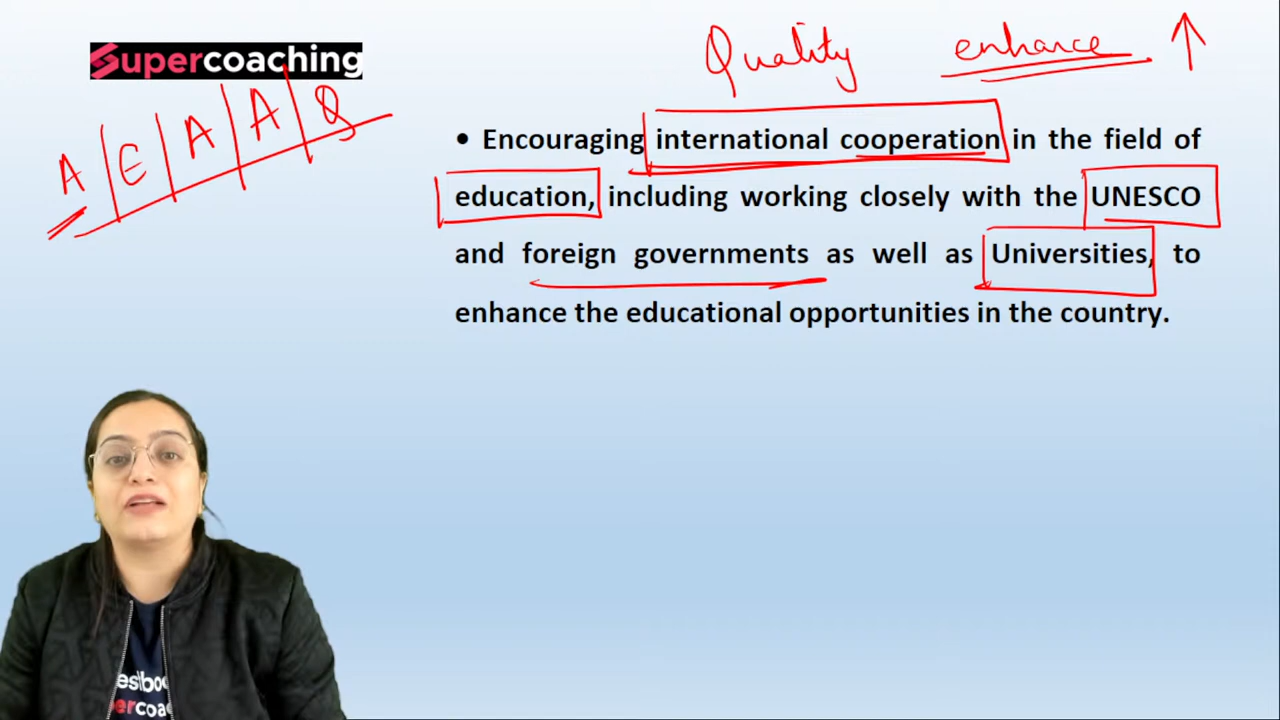 Supercoaching
Quality enhance ↑
A | E | A | A | Q
• Encouraging international cooperation in the field of
education, including working closely with the UNESCO
and foreign governments as well as Universities, to
enhance the educational opportunities in the country.